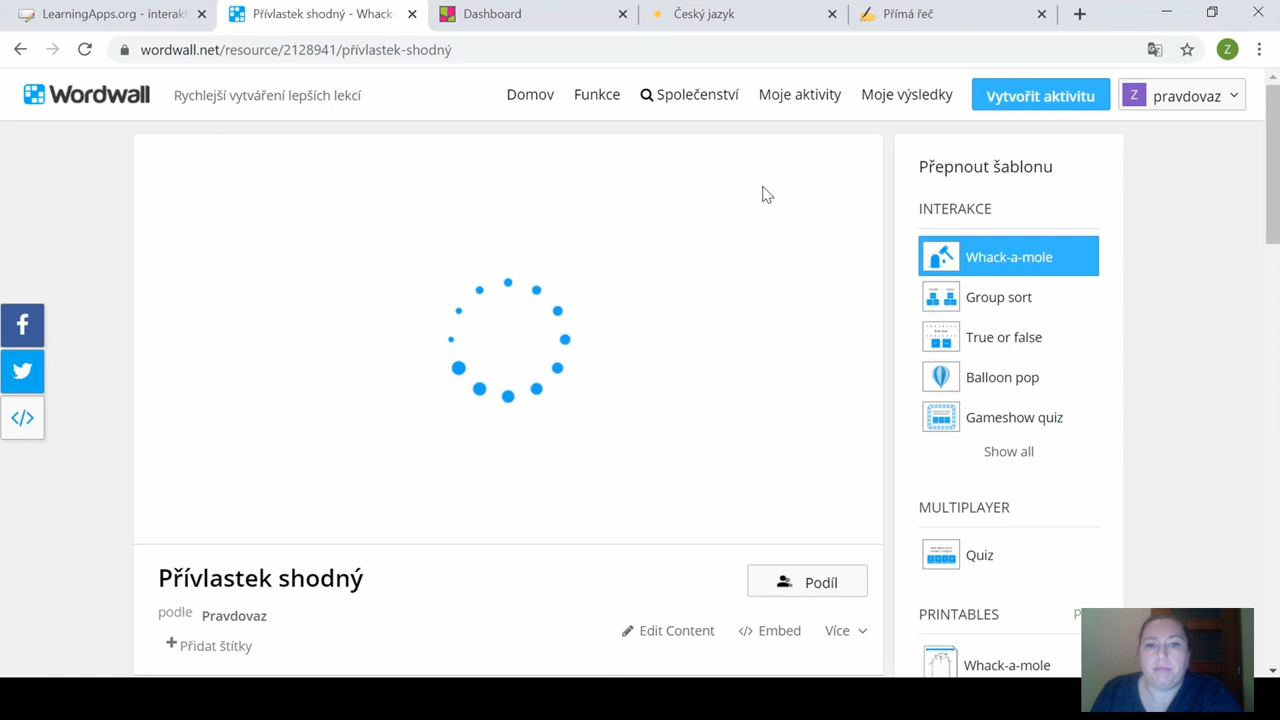 LearningApps.org - interakt
Přívlastek shodný - Whack-
Dashboard
Český jazyk
Přímá řeč
wordwall.net/resource/2128941/přívlastek-shodný
Z
Wordwall
Rychlejší vytváření lepších lekcí
Domov
Funkce
Společenství
Moje aktivity
Moje výsledky
Vytvořit aktivitu
Z pravdovaz
Přepnout šablonu
INTERAKCE
Whack-a-mole
Group sort
True or false
Balloon pop
Gameshow quiz
Show all
MULTIPLAYER
Quiz
PRINTABLES
P
Whack-a-mole
Přívlastek shodný
Podíl
podle Pravdovaz
Edit Content
</> Embed
Více
+ Přidat štítky